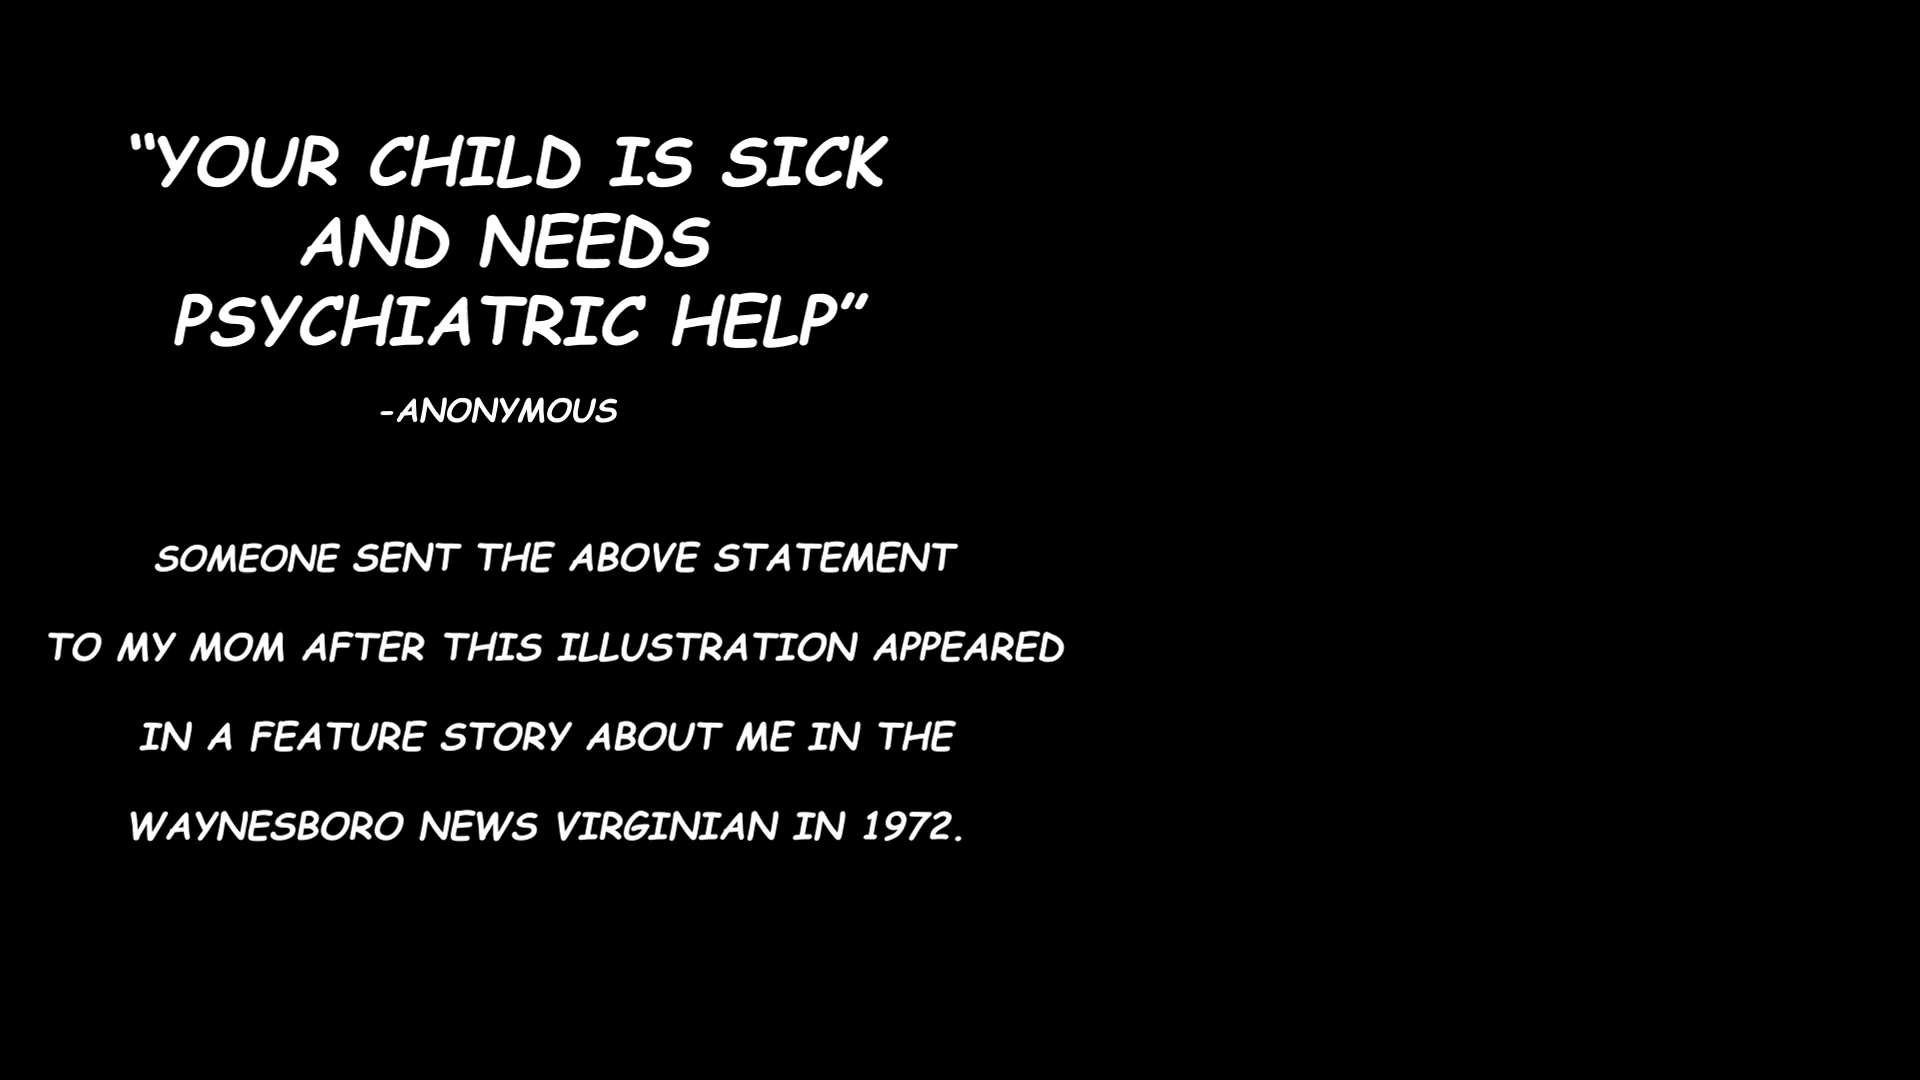 “YOUR CHILD IS SICK
AND NEEDS
PSYCHIATRIC HELP”
-ANONYMOUS
SOMEONE SENT THE ABOVE STATEMENT
TO MY MOM AFTER THIS ILLUSTRATION APPEARED
IN A FEATURE STORY ABOUT ME IN THE
WAYNESBORO NEWS VIRGINIAN IN 1972.